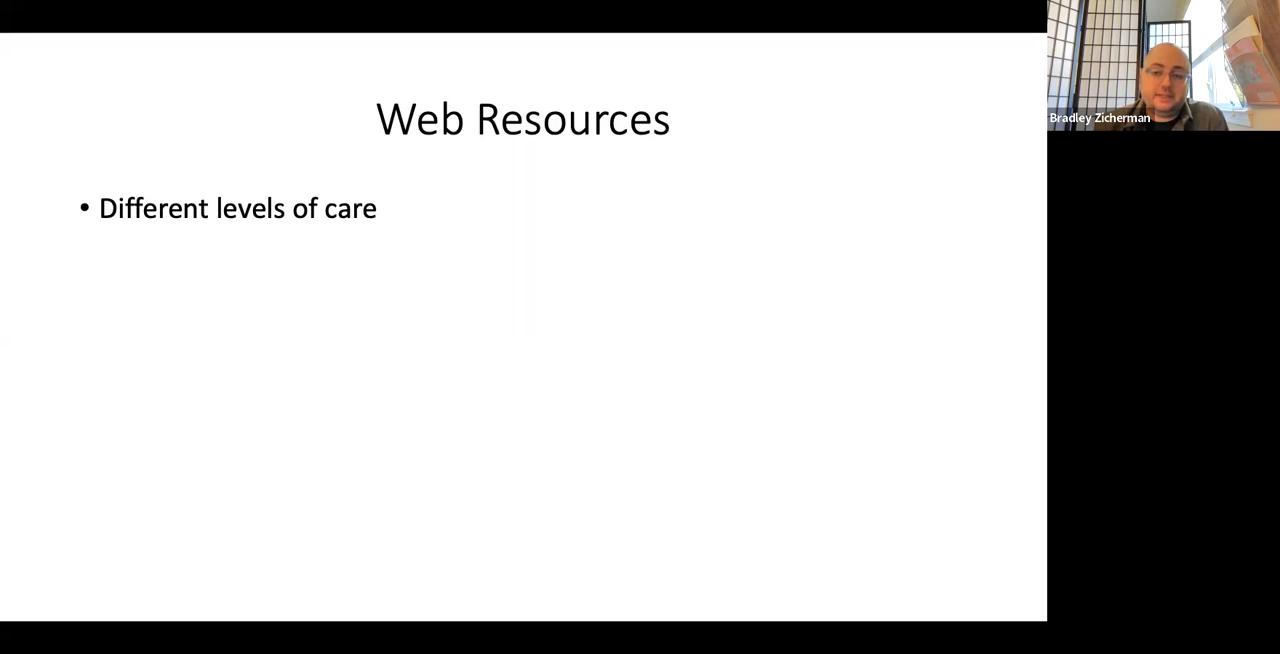 Web Resources
• Different levels of care
Bradley Zicherman